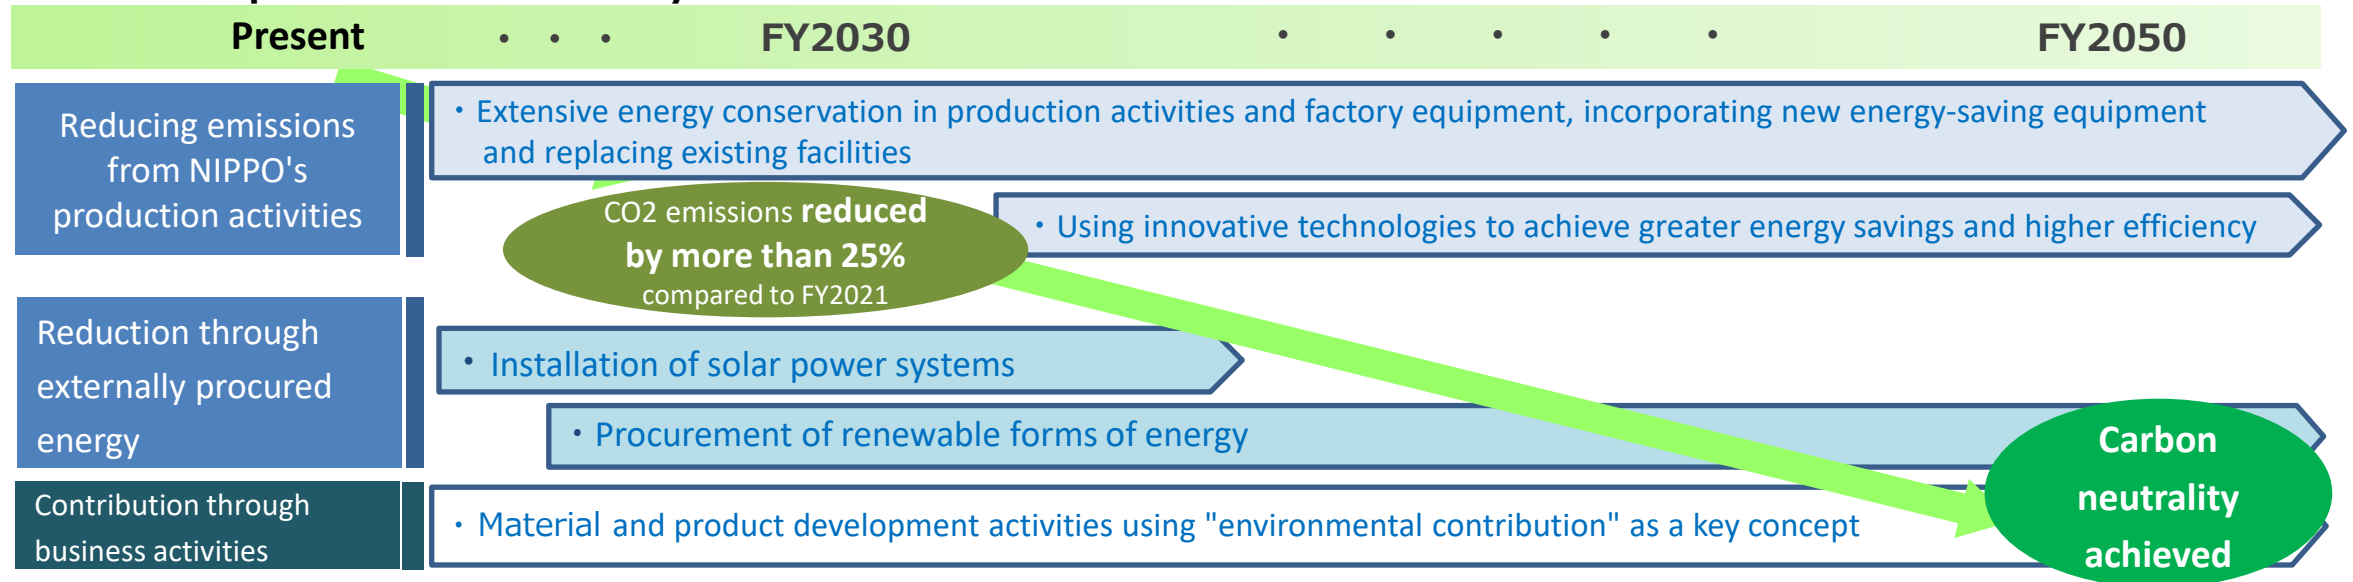 Present ・・・ FY2030 ・・・・・ FY2050
Reducing emissions
from NIPPO's
production activities
・Extensive energy conservation in production activities and factory equipment, incorporating new energy-saving equipment
and replacing existing facilities
CO2 emissions reduced
by more than 25%
compared to FY2021
・Using innovative technologies to achieve greater energy savings and higher efficiency
Reduction through
externally procured
energy
・Installation of solar power systems
・Procurement of renewable forms of energy
Contribution through
business activities
・Material and product development activities using "environmental contribution" as a key concept
Carbon
neutrality
achieved